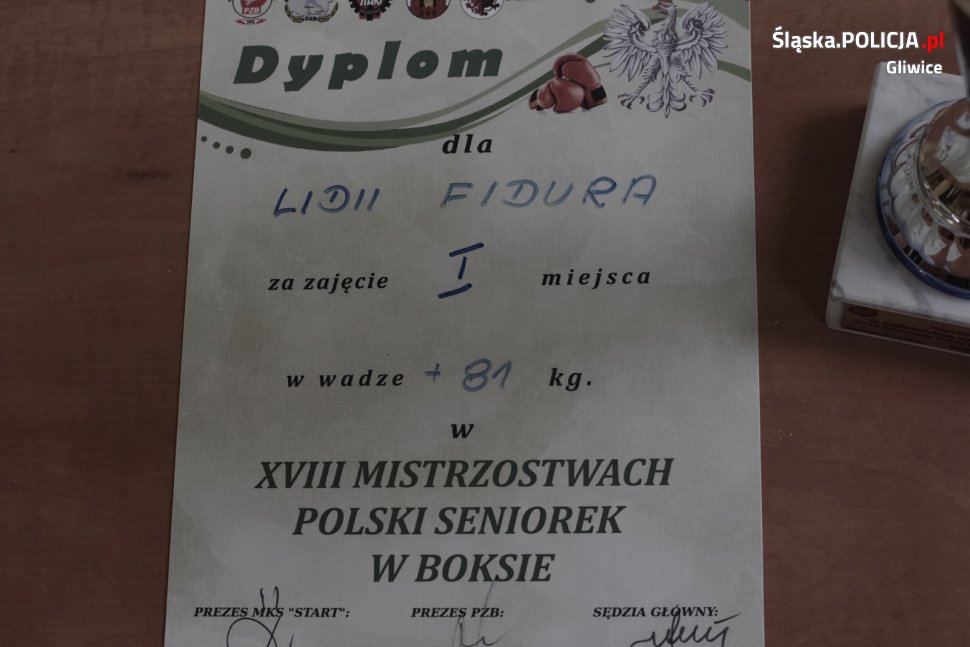 Śląska.POLICJA.pl
Gliwice
PZB
Dyplom
dla
LIDII FIDURA
za zajęcie I miejsca
w wadze + 81 kg.
w
XVIII MISTRZOSTWACH
POLSKI SENIOREK
W BOKSIE
PREZES MKS "START": PREZES PZB: SĘDZIA GŁÓWNY: